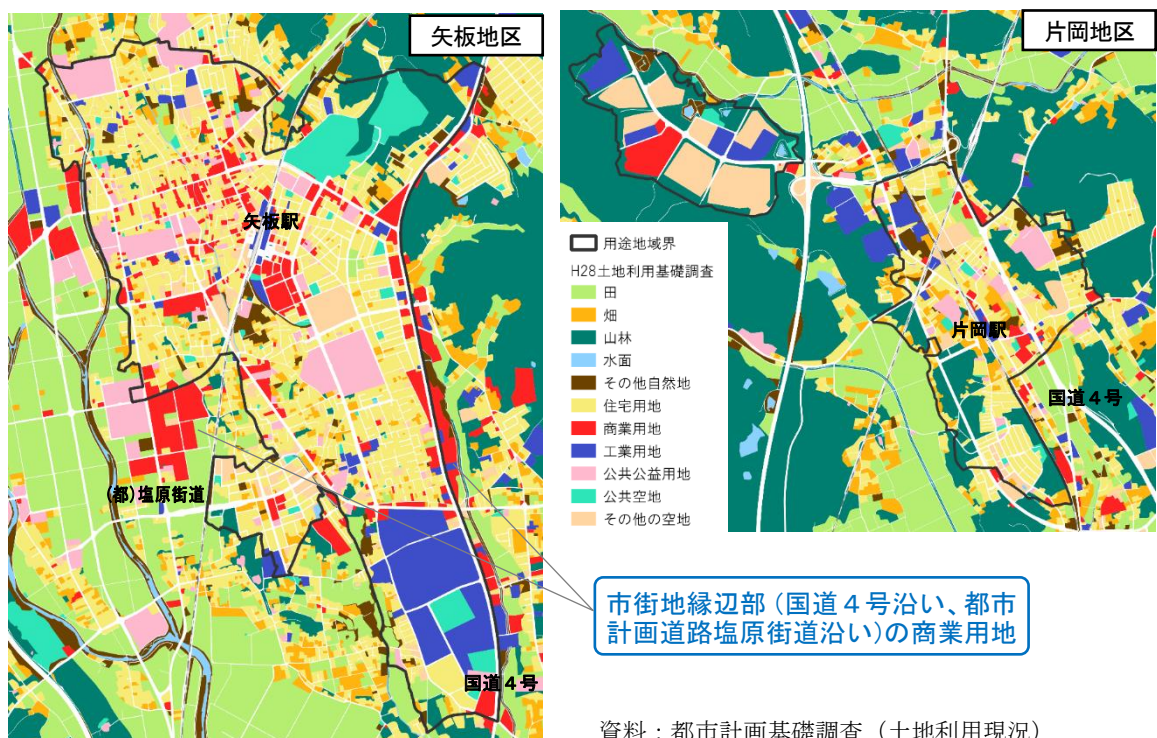 矢板地区
矢板駅
(都)塩原街道
国道４号
片岡地区
片岡駅
国道４号
用途地域界
H28土地利用基礎調査
田
畑
山林
水面
その他自然地
住宅用地
商業用地
工業用地
公共公益用地
公共空地
その他の空地
市街地縁辺部（国道４号沿い、都市
計画道路塩原街道沿い）の商業用地
資料：都市計画基礎調査（土地利用現況）